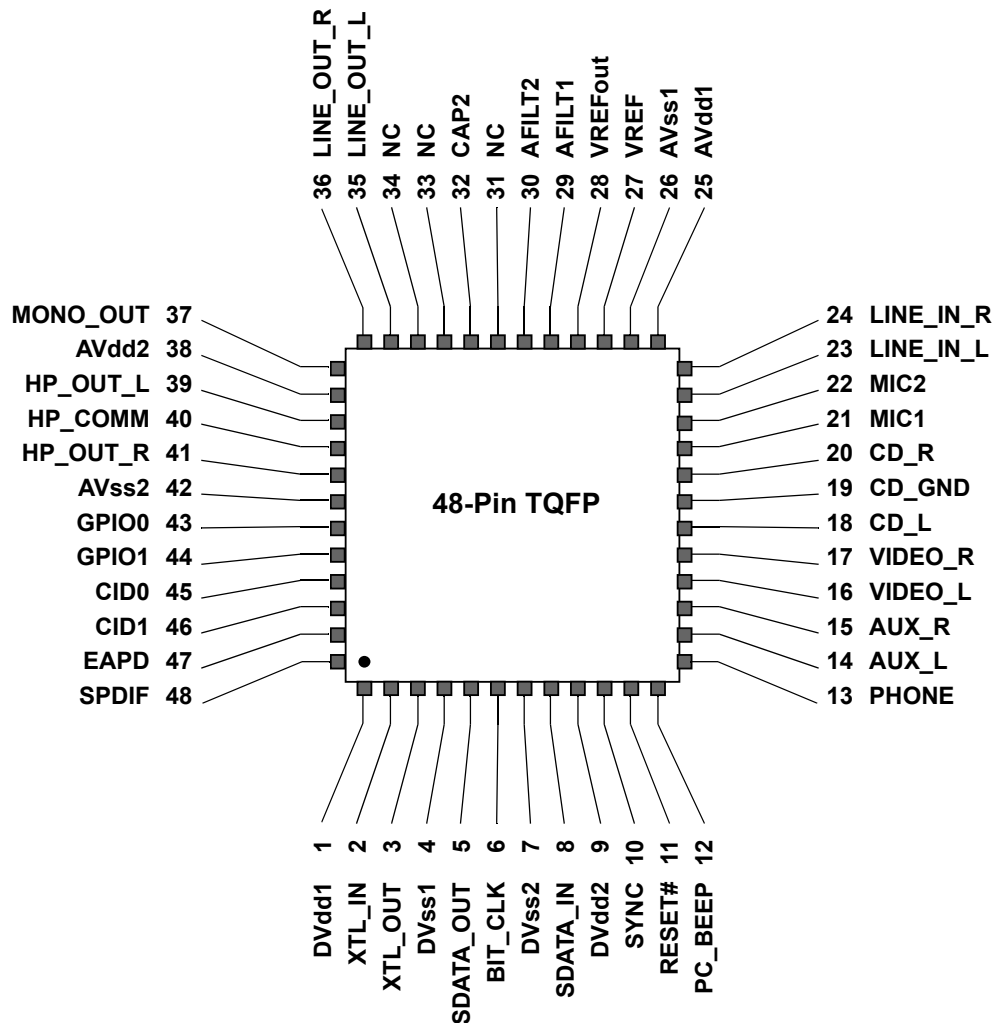 36 LINE_OUT_R
35 LINE_OUT_L
34 NC
33 NC
32 CAP2
31 NC
30 AFILT2
29 AFILT1
28 VREFout
27 VREF
26 AVss1
25 AVdd1
MONO_OUT 37
AVdd2 38
HP_OUT_L 39
HP_COMM 40
HP_OUT_R 41
AVss2 42
GPIO0 43
GPIO1 44
CID0 45
CID1 46
EAPD 47
SPDIF 48
48-Pin TQFP
24 LINE_IN_R
23 LINE_IN_L
22 MIC2
21 MIC1
20 CD_R
19 CD_GND
18 CD_L
17 VIDEO_R
16 VIDEO_L
15 AUX_R
14 AUX_L
13 PHONE
DVdd1 1
XTL_IN 2
XTL_OUT 3
DVss1 4
SDATA_OUT 5
BIT_CLK 6
DVss2 7
SDATA_IN 8
DVdd2 9
SYNC 10
RESET# 11
PC_BEEP 12